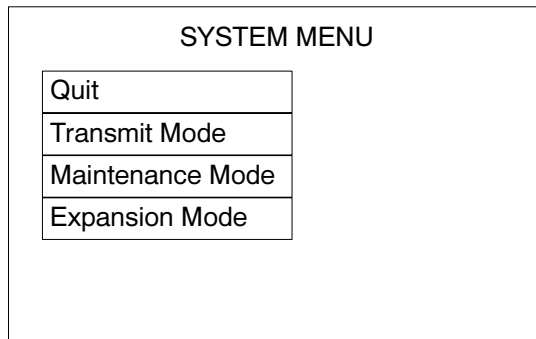 SYSTEM MENU
Quit
Transmit Mode
Maintenance Mode
Expansion Mode